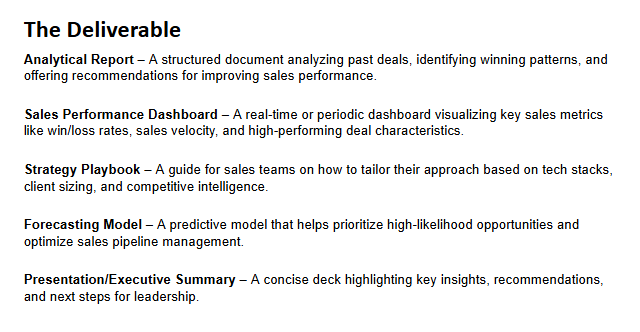 The Deliverable
Analytical Report – A structured document analyzing past deals, identifying winning patterns, and
offering recommendations for improving sales performance.
Sales Performance Dashboard – A real-time or periodic dashboard visualizing key sales metrics
like win/loss rates, sales velocity, and high-performing deal characteristics.
Strategy Playbook – A guide for sales teams on how to tailor their approach based on tech stacks,
client sizing, and competitive intelligence.
Forecasting Model – A predictive model that helps prioritize high-likelihood opportunities and
optimize sales pipeline management.
Presentation/Executive Summary – A concise deck highlighting key insights, recommendations,
and next steps for leadership.